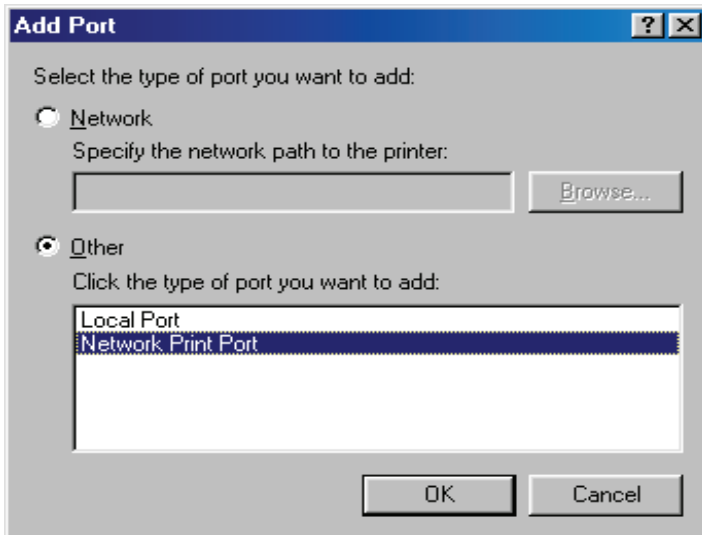 Add Port
Select the type of port you want to add:
Network
Specify the network path to the printer:
Browse...
Other
Click the type of port you want to add:
Local Port
Network Print Port
OK Cancel